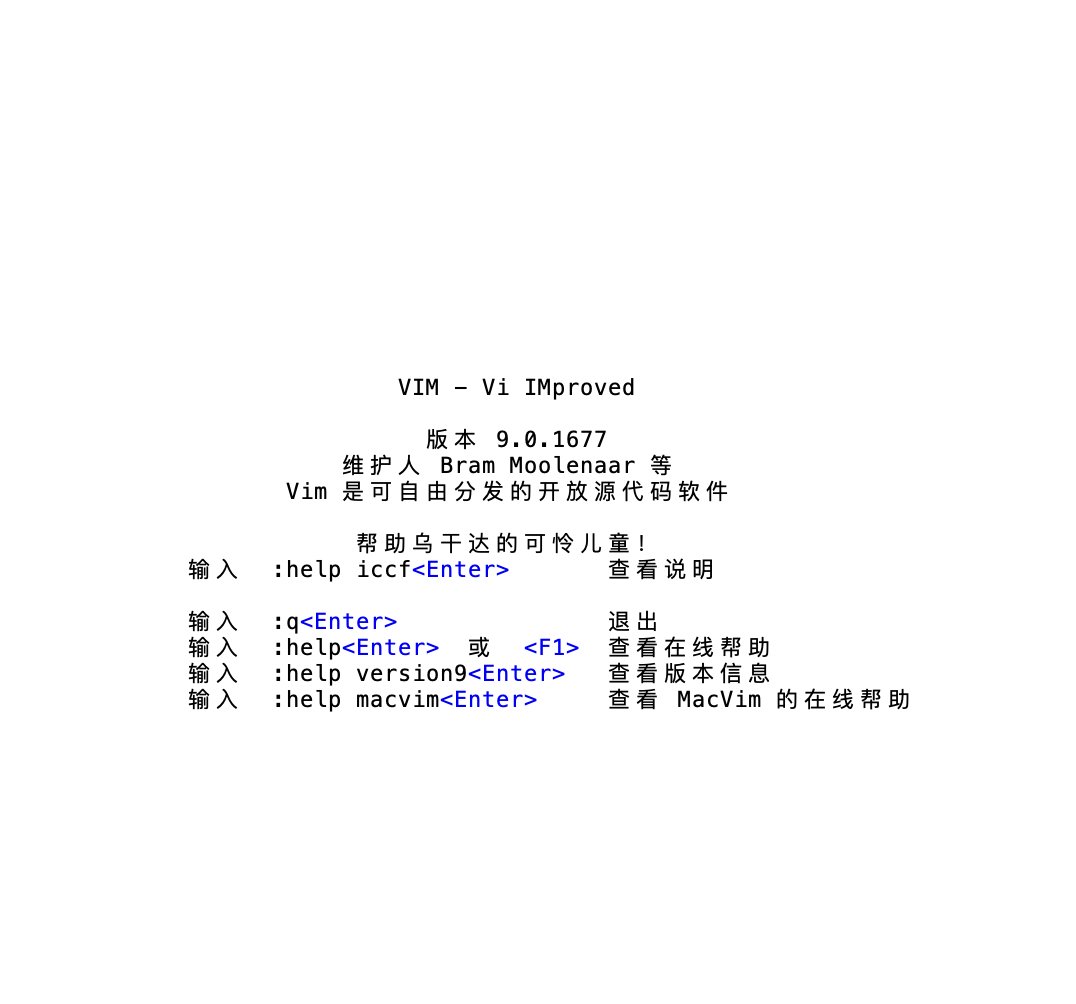 VIM - Vi IMproved
版本 9.0.1677
维护人 Bram Moolenaar 等
Vim 是可自由分发的开放源代码软件
帮助乌干达的可怜儿童!
输入 :help iccf<Enter> 查看说明
输入 :q<Enter> 退出
输入 :help<Enter> 或 <F1> 查看在线帮助
输入 :help version9<Enter> 查看版本信息
输入 :help macvim<Enter> 查看 MacVim 的在线帮助